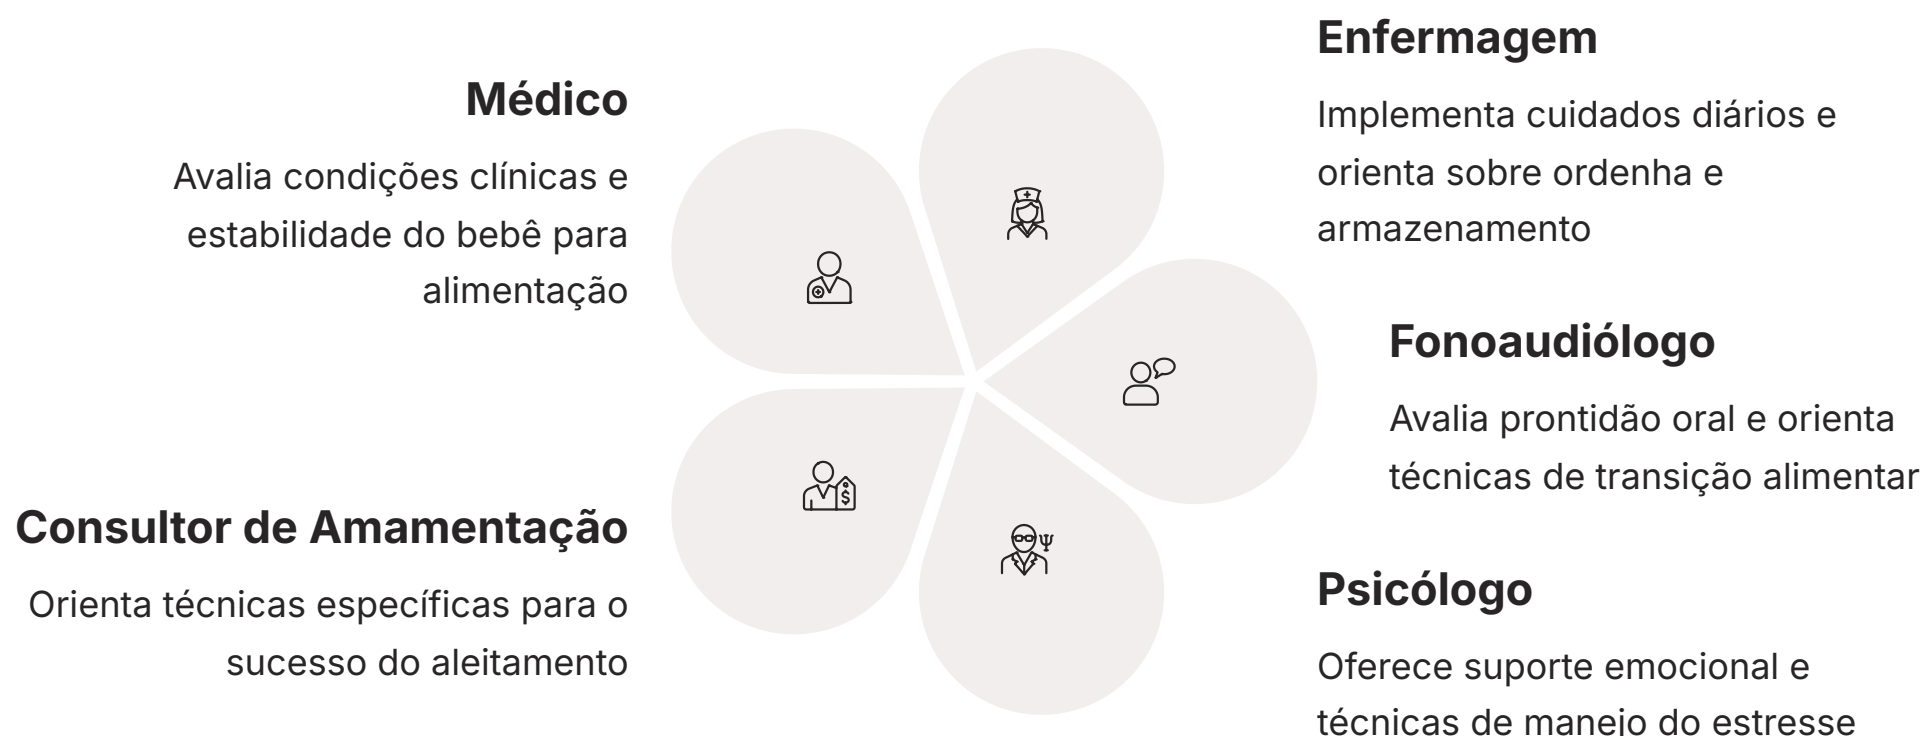 Médico
Avalia condições clínicas e
estabilidade do bebê para
alimentação
Enfermagem
Implementa cuidados diários e
orienta sobre ordenha e
armazenamento
Fonoaudiólogo
Avalia prontidão oral e orienta
técnicas de transição alimentar
Psicólogo
Oferece suporte emocional e
técnicas de manejo do estresse
Consultor de Amamentação
Orienta técnicas específicas para o
sucesso do aleitamento